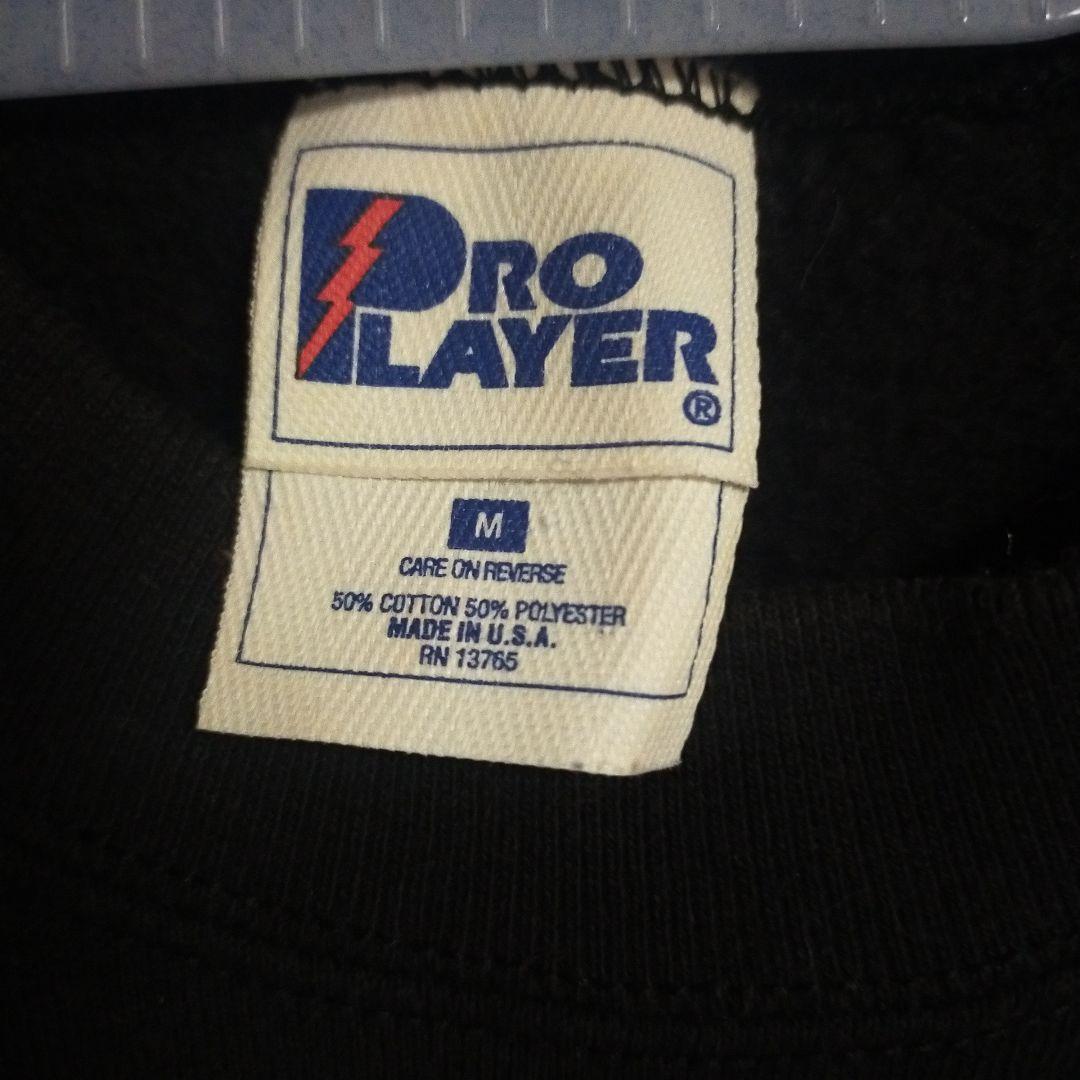 PRO
PLAYER
®
M
CARE ON REVERSE
50% COTTON 50% POLYESTER
MADE IN U.S.A.
RN 13765